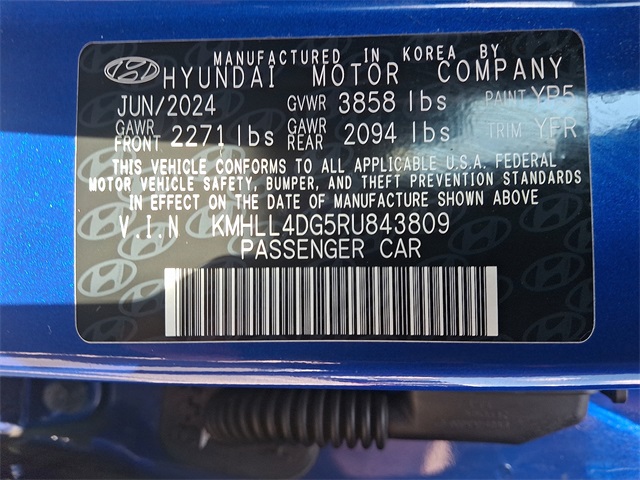 MANUFACTURED IN KOREA BY
HYUNDAI MOTOR COMPANY
JUN/2024 GVWR 3858 lbs PAINT YP5
GAWR FRONT 2271 lbs GAWR REAR 2094 lbs TRIM YFR
THIS VEHICLE CONFORMS TO ALL APPLICABLE U.S.A. FEDERAL
MOTOR VEHICLE SAFETY, BUMPER, AND THEFT PREVENTION STANDARDS
IN EFFECT ON THE DATE OF MANUFACTURE SHOWN ABOVE
V.I.N KMHLL4DG5RU843809
PASSENGER CAR